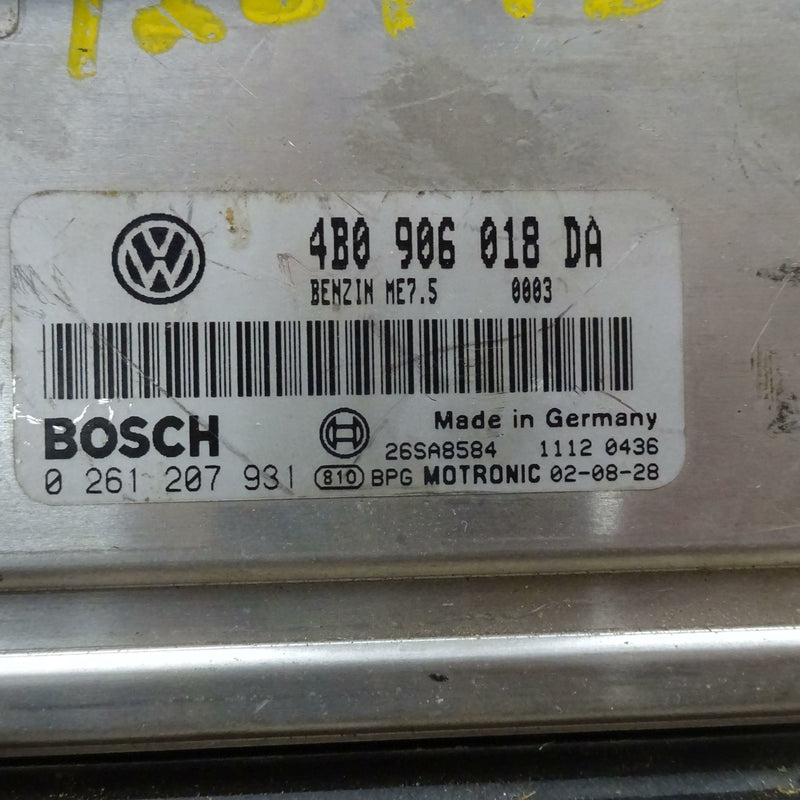 4B0 906 018 DA
BENZIN ME7.5 0003
BOSCH Made in Germany
26SA8584 1112 0436
0 261 207 931 810 BPG MOTRONIC 02-08-28